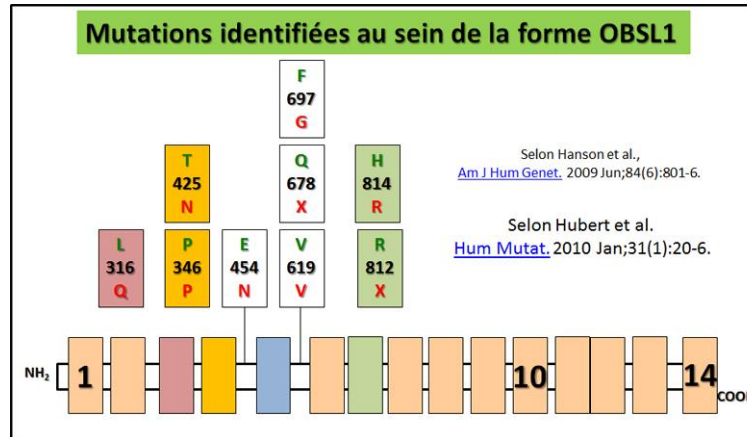 Mutations identifiées au sein de la forme OBSL1
F
697
G
T
425
N
Q
678
X
H
814
R
Selon Hanson et al.,
Am J Hum Genet. 2009 Jun;84(6):801-6.
L
316
Q
P
346
P
E
454
N
V
619
V
R
812
X
Selon Hubert et al.
Hum Mutat. 2010 Jan;31(1):20-6.
NH2
1
10
14
COOH